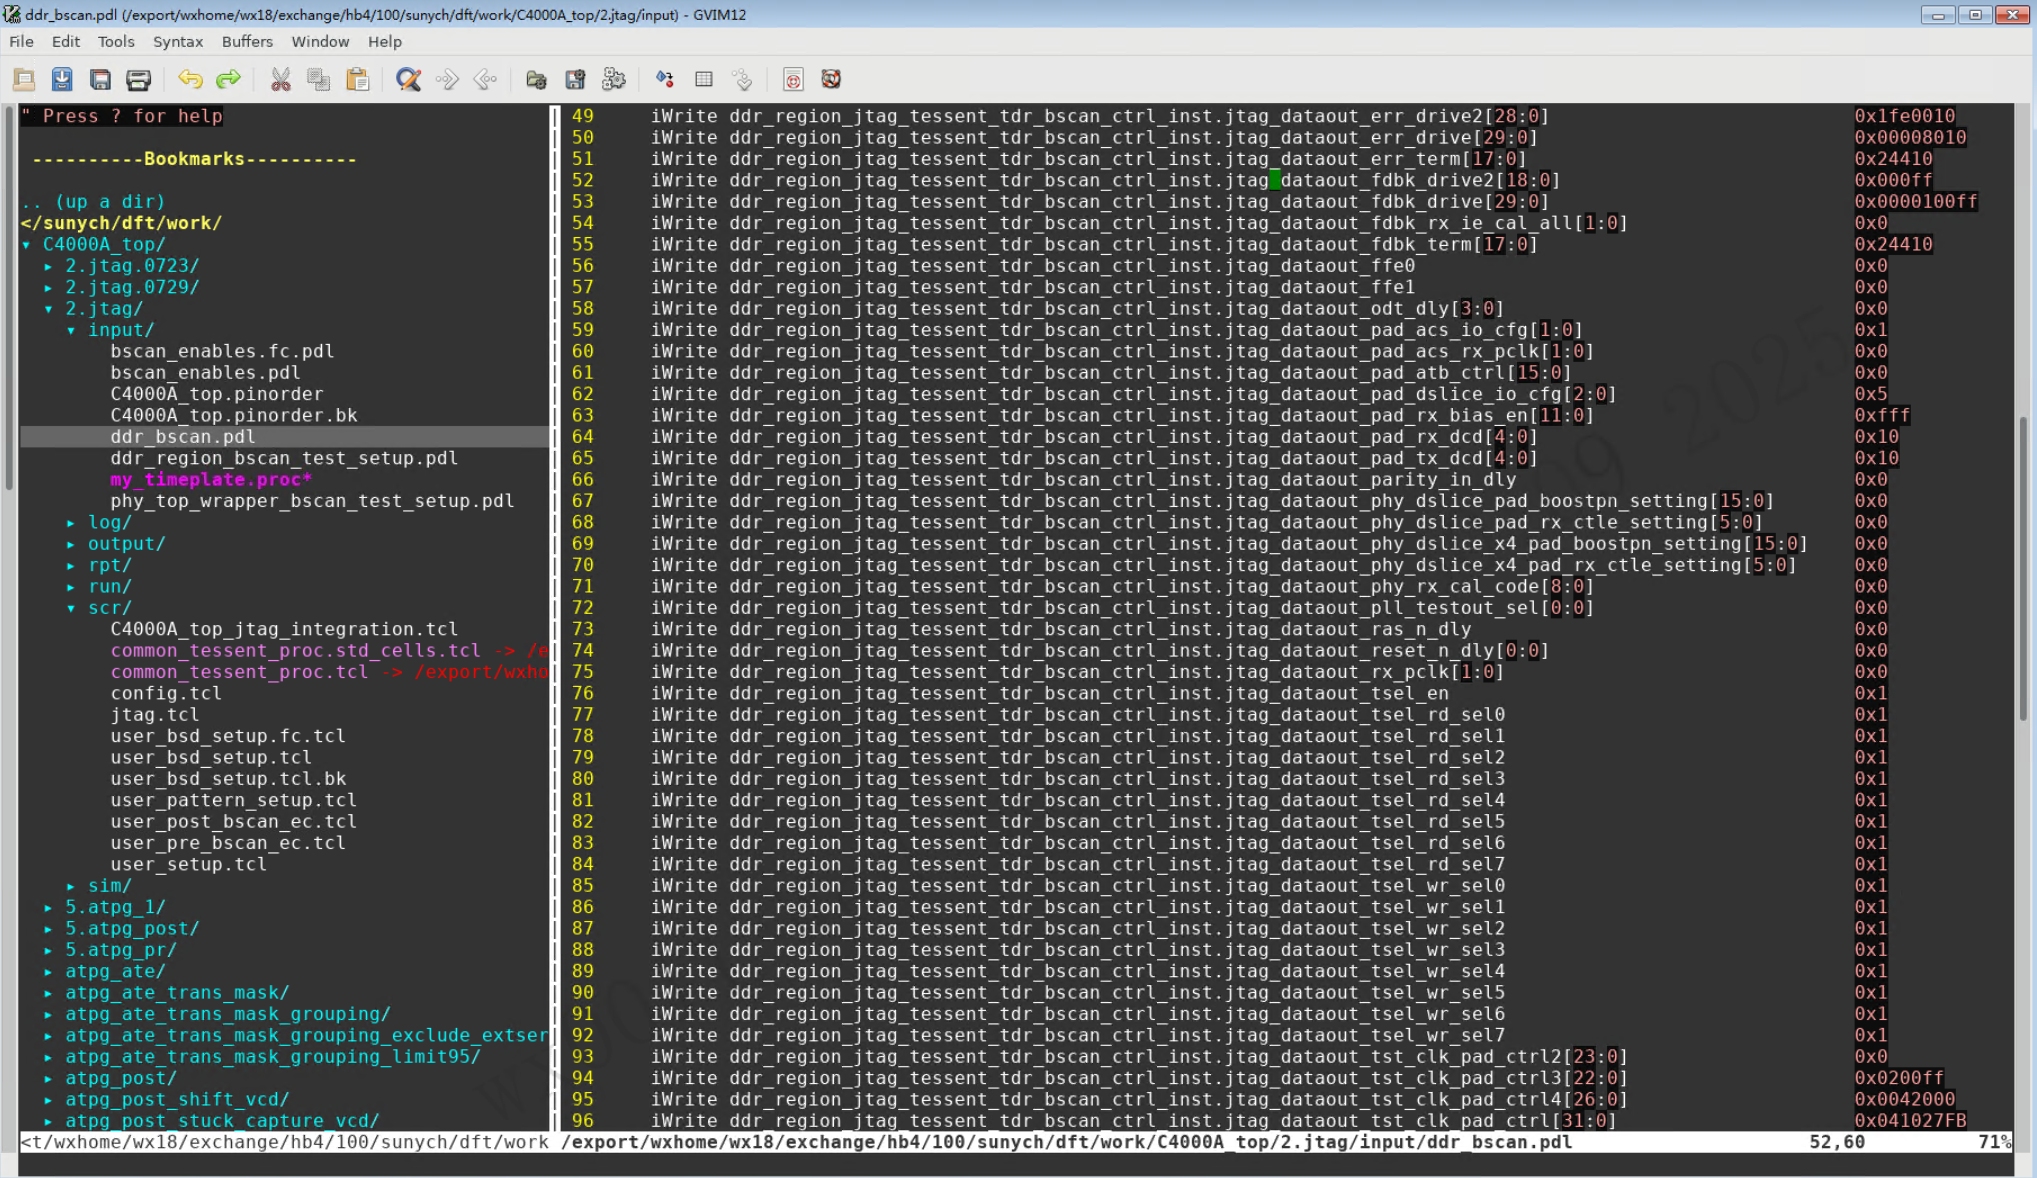 ddr_bscan.pdl (/export/wxhome/wx18/exchange/hb4/100/sunych/dft/work/C4000A_top/2.jtag/input) - GVIM12
File Edit Tools Syntax Buffers Window Help
" Press ? for help
----------Bookmarks----------
.. (up a dir)
</sunych/dft/work/
▾ C4000A_top/
▸ 2.jtag.0723/
▸ 2.jtag.0729/
▾ 2.jtag/
▾ input/
bscan_enables.fc.pdl
bscan_enables.pdl
C4000A_top.pinorder
C4000A_top.pinorder.bk
ddr_bscan.pdl
ddr_region_bscan_test_setup.pdl
my_timeplate.proc*
phy_top_wrapper_bscan_test_setup.pdl
▸ log/
▸ output/
▸ rpt/
▸ run/
▾ scr/
C4000A_top_jtag_integration.tcl
common_tessent_proc.std_cells.tcl -> /e
common_tessent_proc.tcl -> /export/wxho
config.tcl
jtag.tcl
user_bsd_setup.fc.tcl
user_bsd_setup.tcl
user_bsd_setup.tcl.bk
user_pattern_setup.tcl
user_post_bscan_ec.tcl
user_pre_bscan_ec.tcl
user_setup.tcl
▸ sim/
▸ 5.atpg_1/
▸ 5.atpg_post/
▸ 5.atpg_pr/
▸ atpg_ate/
▸ atpg_ate_trans_mask/
▸ atpg_ate_trans_mask_grouping/
▸ atpg_ate_trans_mask_grouping_exclude_extser
▸ atpg_ate_trans_mask_grouping_limit95/
▸ atpg_post/
▸ atpg_post_shift_vcd/
▸ atpg_post_stuck_capture_vcd/
49 iWrite ddr_region_jtag_tessent_tdr_bscan_ctrl_inst.jtag_dataout_err_drive2[28:0] 0x1fe0010
50 iWrite ddr_region_jtag_tessent_tdr_bscan_ctrl_inst.jtag_dataout_err_drive[29:0] 0x00008010
51 iWrite ddr_region_jtag_tessent_tdr_bscan_ctrl_inst.jtag_dataout_err_term[17:0] 0x24410
52 iWrite ddr_region_jtag_tessent_tdr_bscan_ctrl_inst.jtag_dataout_fdbk_drive2[18:0] 0x000ff
53 iWrite ddr_region_jtag_tessent_tdr_bscan_ctrl_inst.jtag_dataout_fdbk_drive[29:0] 0x0000100ff
54 iWrite ddr_region_jtag_tessent_tdr_bscan_ctrl_inst.jtag_dataout_fdbk_rx_ie_cal_all[1:0] 0x0
55 iWrite ddr_region_jtag_tessent_tdr_bscan_ctrl_inst.jtag_dataout_fdbk_term[17:0] 0x24410
56 iWrite ddr_region_jtag_tessent_tdr_bscan_ctrl_inst.jtag_dataout_ffe0 0x0
57 iWrite ddr_region_jtag_tessent_tdr_bscan_ctrl_inst.jtag_dataout_ffe1 0x0
58 iWrite ddr_region_jtag_tessent_tdr_bscan_ctrl_inst.jtag_dataout_odt_dly[3:0] 0x0
59 iWrite ddr_region_jtag_tessent_tdr_bscan_ctrl_inst.jtag_dataout_pad_acs_io_cfg[1:0] 0x1
60 iWrite ddr_region_jtag_tessent_tdr_bscan_ctrl_inst.jtag_dataout_pad_acs_rx_pclk[1:0] 0x0
61 iWrite ddr_region_jtag_tessent_tdr_bscan_ctrl_inst.jtag_dataout_pad_atb_ctrl[15:0] 0x0
62 iWrite ddr_region_jtag_tessent_tdr_bscan_ctrl_inst.jtag_dataout_pad_dslice_io_cfg[2:0] 0x5
63 iWrite ddr_region_jtag_tessent_tdr_bscan_ctrl_inst.jtag_dataout_pad_rx_bias_en[11:0] 0xfff
64 iWrite ddr_region_jtag_tessent_tdr_bscan_ctrl_inst.jtag_dataout_pad_rx_dcd[4:0] 0x10
65 iWrite ddr_region_jtag_tessent_tdr_bscan_ctrl_inst.jtag_dataout_pad_tx_dcd[4:0] 0x10
66 iWrite ddr_region_jtag_tessent_tdr_bscan_ctrl_inst.jtag_dataout_parity_in_dly 0x0
67 iWrite ddr_region_jtag_tessent_tdr_bscan_ctrl_inst.jtag_dataout_phy_dslice_pad_boostpn_setting[15:0] 0x0
68 iWrite ddr_region_jtag_tessent_tdr_bscan_ctrl_inst.jtag_dataout_phy_dslice_pad_rx_ctle_setting[5:0] 0x0
69 iWrite ddr_region_jtag_tessent_tdr_bscan_ctrl_inst.jtag_dataout_phy_dslice_x4_pad_boostpn_setting[15:0] 0x0
70 iWrite ddr_region_jtag_tessent_tdr_bscan_ctrl_inst.jtag_dataout_phy_dslice_x4_pad_rx_ctle_setting[5:0] 0x0
71 iWrite ddr_region_jtag_tessent_tdr_bscan_ctrl_inst.jtag_dataout_phy_rx_cal_code[8:0] 0x0
72 iWrite ddr_region_jtag_tessent_tdr_bscan_ctrl_inst.jtag_dataout_pll_testout_sel[0:0] 0x0
73 iWrite ddr_region_jtag_tessent_tdr_bscan_ctrl_inst.jtag_dataout_ras_n_dly 0x0
74 iWrite ddr_region_jtag_tessent_tdr_bscan_ctrl_inst.jtag_dataout_reset_n_dly[0:0] 0x0
75 iWrite ddr_region_jtag_tessent_tdr_bscan_ctrl_inst.jtag_dataout_rx_pclk[1:0] 0x0
76 iWrite ddr_region_jtag_tessent_tdr_bscan_ctrl_inst.jtag_dataout_tsel_en 0x1
77 iWrite ddr_region_jtag_tessent_tdr_bscan_ctrl_inst.jtag_dataout_tsel_rd_sel0 0x1
78 iWrite ddr_region_jtag_tessent_tdr_bscan_ctrl_inst.jtag_dataout_tsel_rd_sel1 0x1
79 iWrite ddr_region_jtag_tessent_tdr_bscan_ctrl_inst.jtag_dataout_tsel_rd_sel2 0x1
80 iWrite ddr_region_jtag_tessent_tdr_bscan_ctrl_inst.jtag_dataout_tsel_rd_sel3 0x1
81 iWrite ddr_region_jtag_tessent_tdr_bscan_ctrl_inst.jtag_dataout_tsel_rd_sel4 0x1
82 iWrite ddr_region_jtag_tessent_tdr_bscan_ctrl_inst.jtag_dataout_tsel_rd_sel5 0x1
83 iWrite ddr_region_jtag_tessent_tdr_bscan_ctrl_inst.jtag_dataout_tsel_rd_sel6 0x1
84 iWrite ddr_region_jtag_tessent_tdr_bscan_ctrl_inst.jtag_dataout_tsel_rd_sel7 0x1
85 iWrite ddr_region_jtag_tessent_tdr_bscan_ctrl_inst.jtag_dataout_tsel_wr_sel0 0x1
86 iWrite ddr_region_jtag_tessent_tdr_bscan_ctrl_inst.jtag_dataout_tsel_wr_sel1 0x1
87 iWrite ddr_region_jtag_tessent_tdr_bscan_ctrl_inst.jtag_dataout_tsel_wr_sel2 0x1
88 iWrite ddr_region_jtag_tessent_tdr_bscan_ctrl_inst.jtag_dataout_tsel_wr_sel3 0x1
89 iWrite ddr_region_jtag_tessent_tdr_bscan_ctrl_inst.jtag_dataout_tsel_wr_sel4 0x1
90 iWrite ddr_region_jtag_tessent_tdr_bscan_ctrl_inst.jtag_dataout_tsel_wr_sel5 0x1
91 iWrite ddr_region_jtag_tessent_tdr_bscan_ctrl_inst.jtag_dataout_tsel_wr_sel6 0x1
92 iWrite ddr_region_jtag_tessent_tdr_bscan_ctrl_inst.jtag_dataout_tsel_wr_sel7 0x1
93 iWrite ddr_region_jtag_tessent_tdr_bscan_ctrl_inst.jtag_dataout_tst_clk_pad_ctrl2[23:0] 0x0
94 iWrite ddr_region_jtag_tessent_tdr_bscan_ctrl_inst.jtag_dataout_tst_clk_pad_ctrl3[22:0] 0x0200ff
95 iWrite ddr_region_jtag_tessent_tdr_bscan_ctrl_inst.jtag_dataout_tst_clk_pad_ctrl4[26:0] 0x0042000
96 iWrite ddr_region_jtag_tessent_tdr_bscan_ctrl_inst.jtag_dataout_tst_clk_pad_ctrl[31:0] 0x041027FB
<t/wxhome/wx18/exchange/hb4/100/sunych/dft/work /export/wxhome/wx18/exchange/hb4/100/sunych/dft/work/C4000A_top/2.jtag/input/ddr_bscan.pdl 52,60 71%